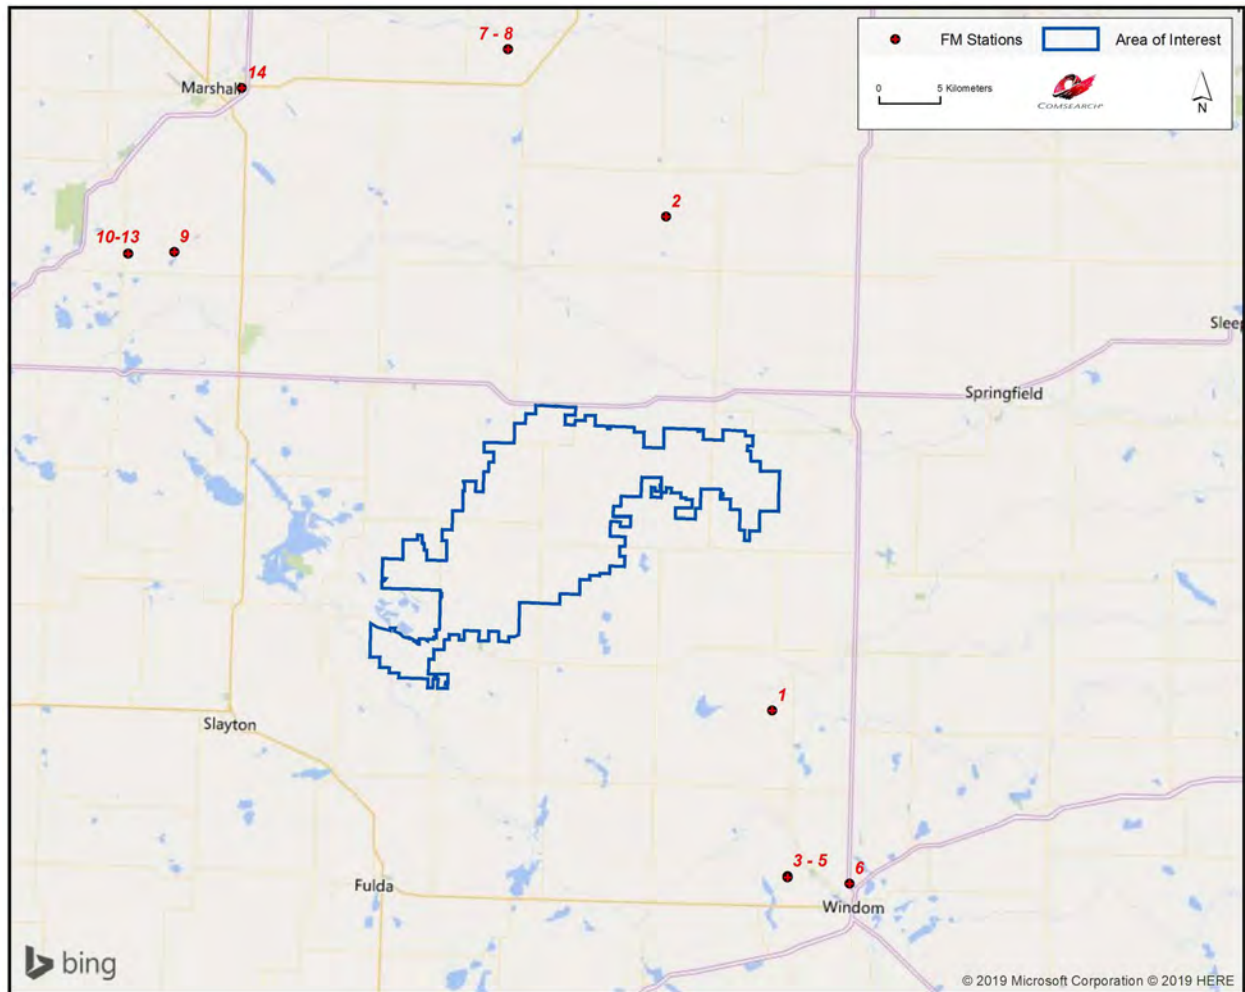 7 - 8
FM Stations
Area of Interest
0
5 Kilometers
COMSEARCH
N
14
Marshall
2
10-13
9
Springfield
1
Slayton
3 - 5
6
Fulda
Windom
bing
© 2019 Microsoft Corporation © 2019 HERE